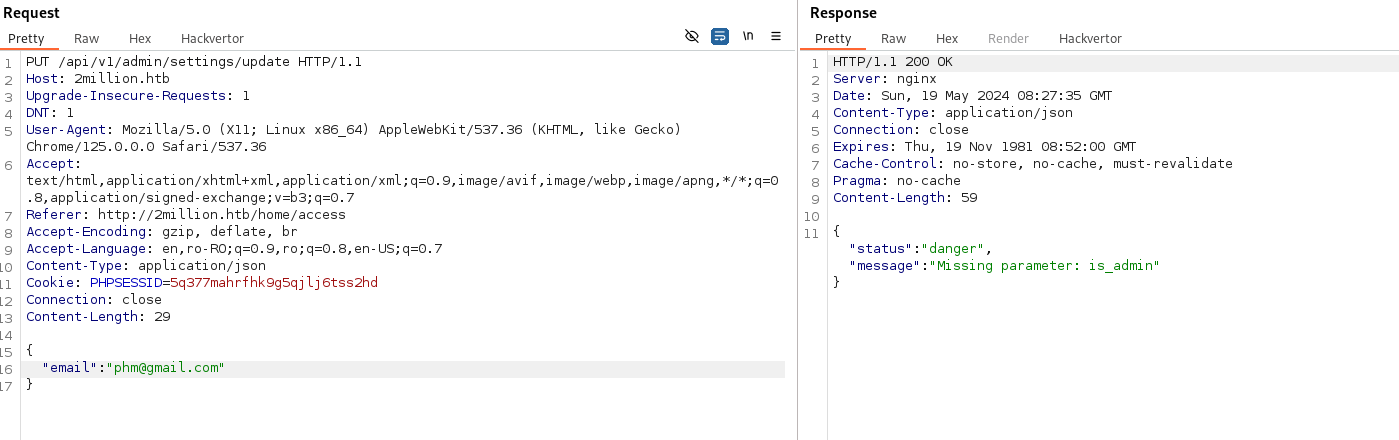 Request
Pretty Raw Hex Hackvertor \n
1 PUT /api/v1/admin/settings/update HTTP/1.1
2 Host: 2million.htb
3 Upgrade-Insecure-Requests: 1
4 DNT: 1
5 User-Agent: Mozilla/5.0 (X11; Linux x86_64) AppleWebKit/537.36 (KHTML, like Gecko)
Chrome/125.0.0.0 Safari/537.36
6 Accept:
text/html,application/xhtml+xml,application/xml;q=0.9,image/avif,image/webp,image/apng,*/*;q=0
.8,application/signed-exchange;v=b3;q=0.7
7 Referer: http://2million.htb/home/access
8 Accept-Encoding: gzip, deflate, br
9 Accept-Language: en,ro-RO;q=0.9,ro;q=0.8,en-US;q=0.7
10 Content-Type: application/json
11 Cookie: PHPSESSID=5q377mahrfhk9g5qjlj6tss2hd
12 Connection: close
13 Content-Length: 29
14
15 {
16 "email":"phm@gmail.com"
17 }
Response
Pretty Raw Hex Render Hackvertor
1 HTTP/1.1 200 OK
2 Server: nginx
3 Date: Sun, 19 May 2024 08:27:35 GMT
4 Content-Type: application/json
5 Connection: close
6 Expires: Thu, 19 Nov 1981 08:52:00 GMT
7 Cache-Control: no-store, no-cache, must-revalidate
8 Pragma: no-cache
9 Content-Length: 59
10
11 {
"status":"danger",
"message":"Missing parameter: is_admin"
}